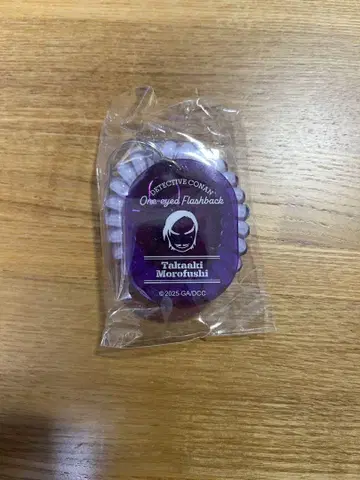 DETECTIVE CONAN
One-eyed Flashback
Takaaki
Morofushi
©2025 GA/DCC